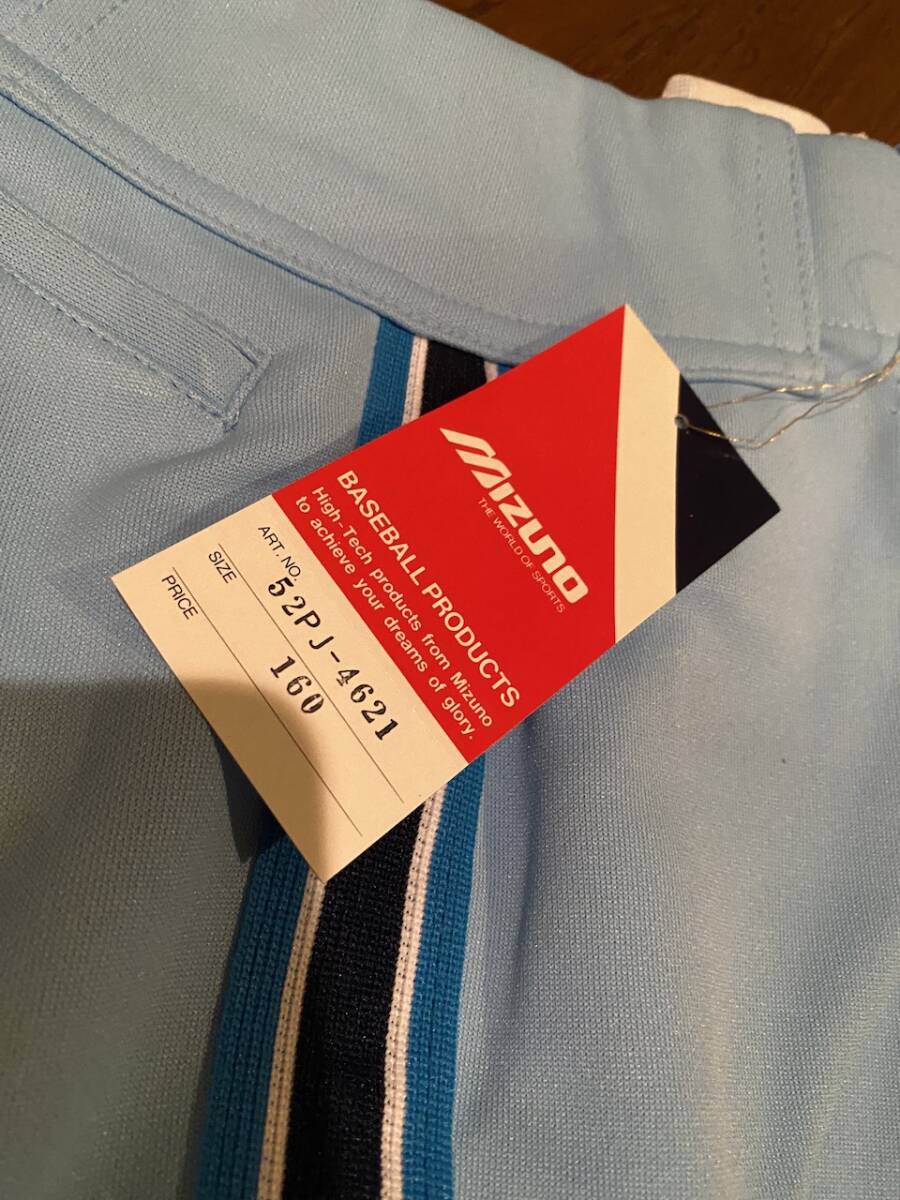 MIZUNO
THE WORLD OF SPORTS
BASEBALL PRODUCTS
High-Tech products from Mizuno
to achieve your dreams of glory.
ART. NO. 52PJ-4621
SIZE 160
PRICE